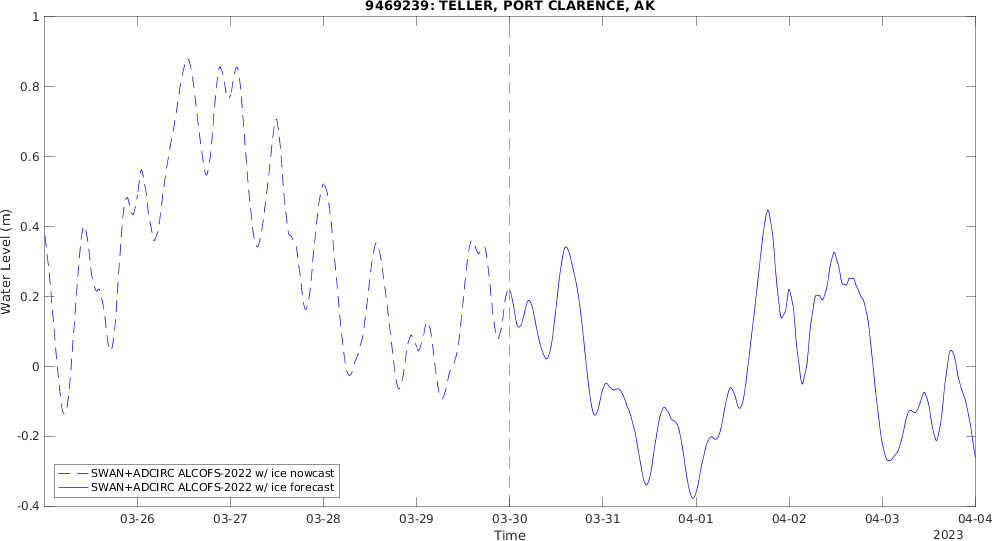 9469239: TELLER, PORT CLARENCE, AK
1
0.8
0.6
0.4
0.2
0
-0.2
-0.4
Water Level (m)
SWAN+ADCIRC ALCOFS-2022 w/ ice nowcast
SWAN+ADCIRC ALCOFS-2022 w/ ice forecast
03-26 03-27 03-28 03-29 03-30 03-31 04-01 04-02 04-03 04-04
Time
2023